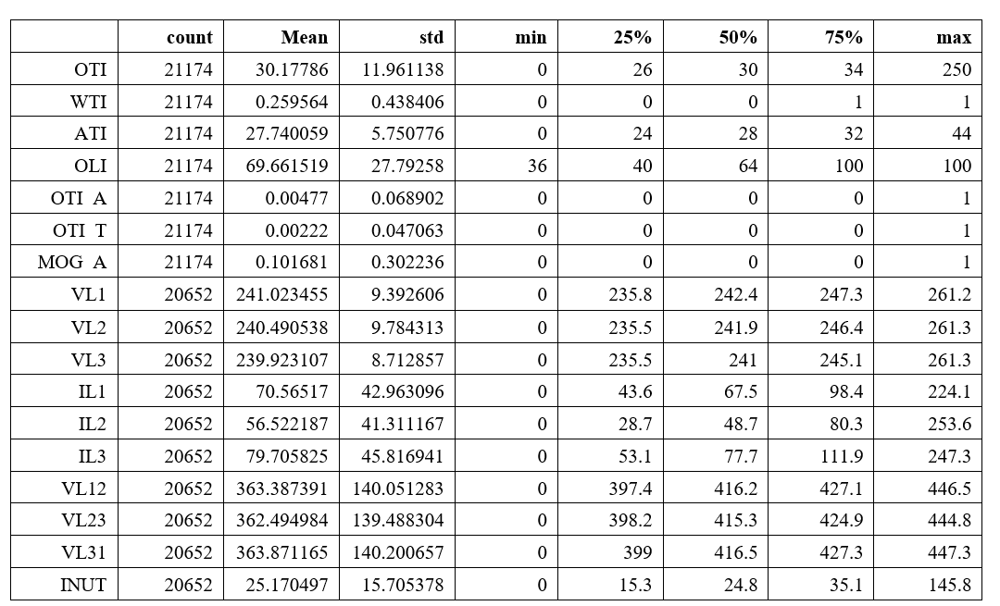 count Mean std min 25% 50% 75% max
OTI 21174 30.17786 11.961138 0 26 30 34 250
WTI 21174 0.259564 0.438406 0 0 0 1 1
ATI 21174 27.740059 5.750776 0 24 28 32 44
OLI 21174 69.661519 27.79258 36 40 64 100 100
OTI A 21174 0.00477 0.068902 0 0 0 0 1
OTI T 21174 0.00222 0.047063 0 0 0 0 1
MOG A 21174 0.101681 0.302236 0 0 0 0 1
VL1 20652 241.023455 9.392606 0 235.8 242.4 247.3 261.2
VL2 20652 240.490538 9.784313 0 235.5 241.9 246.4 261.3
VL3 20652 239.923107 8.712857 0 235.5 241 245.1 261.3
IL1 20652 70.56517 42.963096 0 43.6 67.5 98.4 224.1
IL2 20652 56.522187 41.311167 0 28.7 48.7 80.3 253.6
IL3 20652 79.705825 45.816941 0 53.1 77.7 111.9 247.3
VL12 20652 363.387391 140.051283 0 397.4 416.2 427.1 446.5
VL23 20652 362.494984 139.488304 0 398.2 415.3 424.9 444.8
VL31 20652 363.871165 140.200657 0 399 416.5 427.3 447.3
INUT 20652 25.170497 15.705378 0 15.3 24.8 35.1 145.8